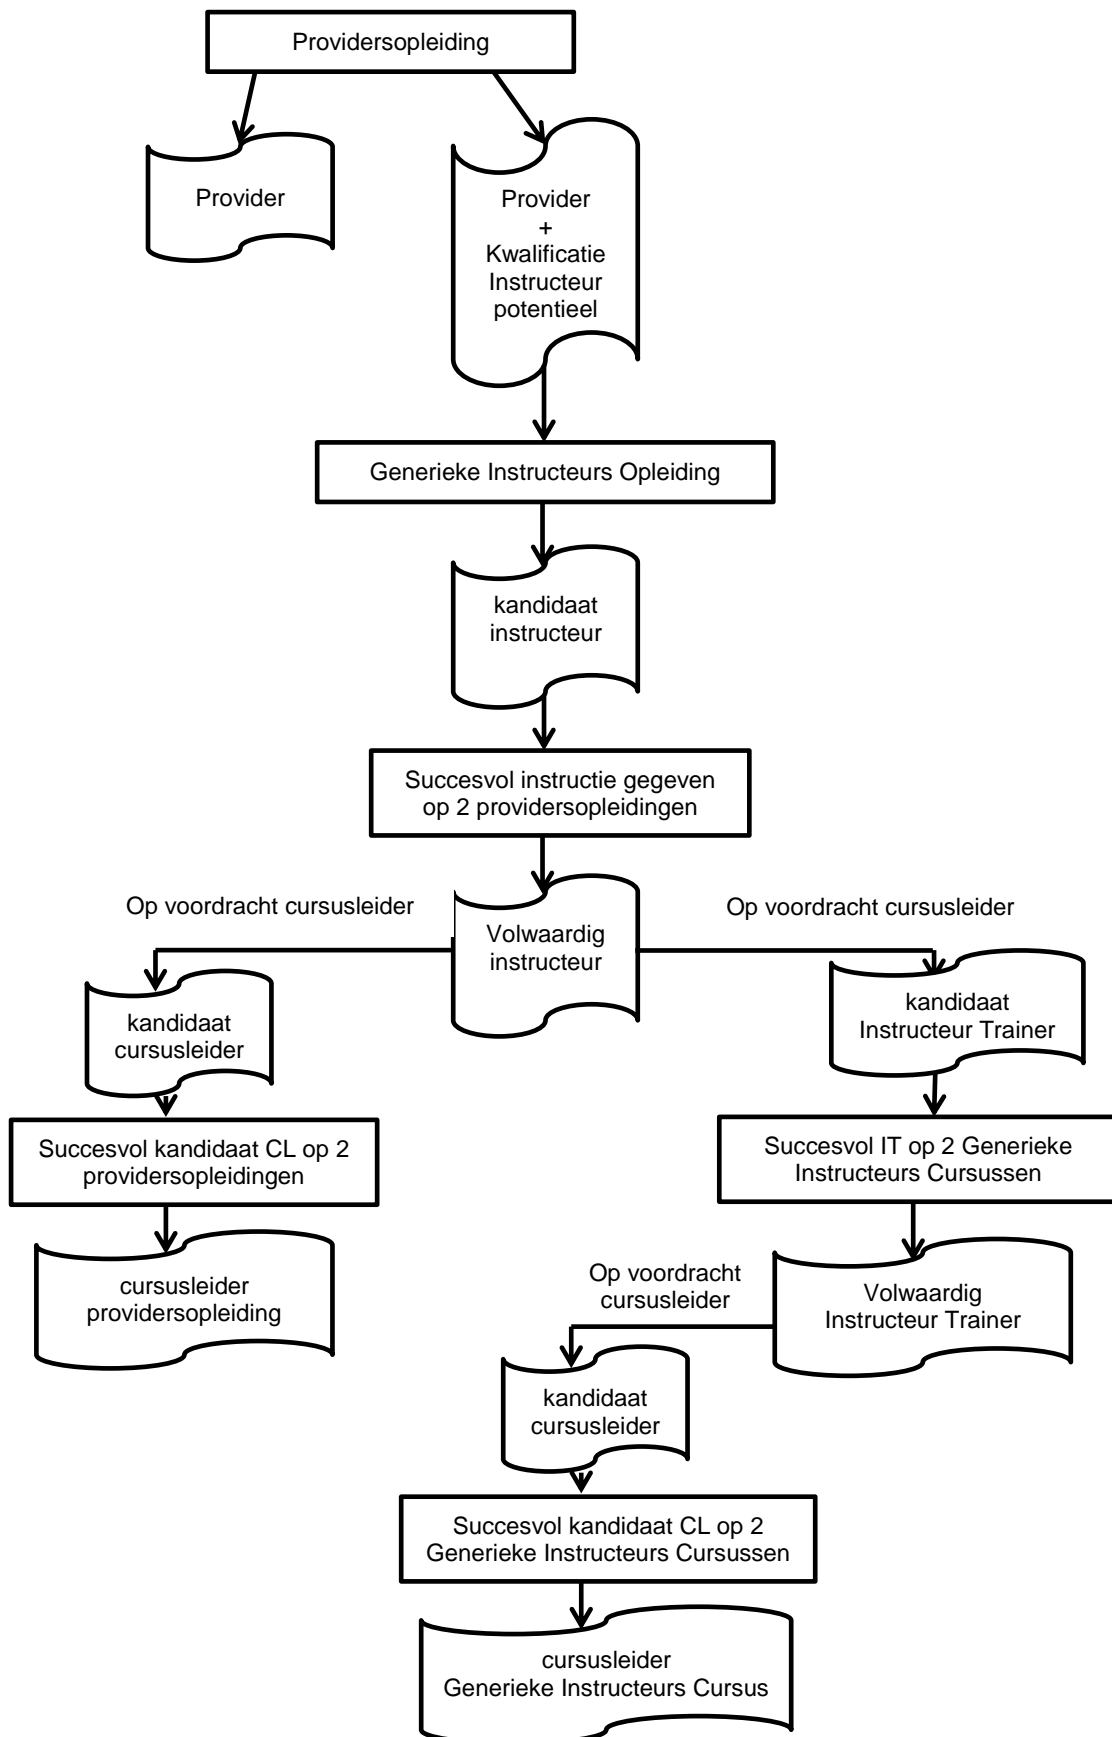 Providersopleiding
Provider
Provider
+
Kwalificatie
Instructeur
potentieel
Generieke Instructeurs Opleiding
kandidaat
instructeur
Succesvol instructie gegeven
op 2 providersopleidingen
Op voordracht cursusleider
Volwaardig
instructeur
Op voordracht cursusleider
kandidaat
cursusleider
kandidaat
Instructeur Trainer
Succesvol kandidaat CL op 2
providersopleidingen
Succesvol IT op 2 Generieke
Instructeurs Cursussen
cursusleider
providersopleiding
Op voordracht
cursusleider
Volwaardig
Instructeur Trainer
kandidaat
cursusleider
Succesvol kandidaat CL op 2
Generieke Instructeurs Cursussen
cursusleider
Generieke Instructeurs Cursus